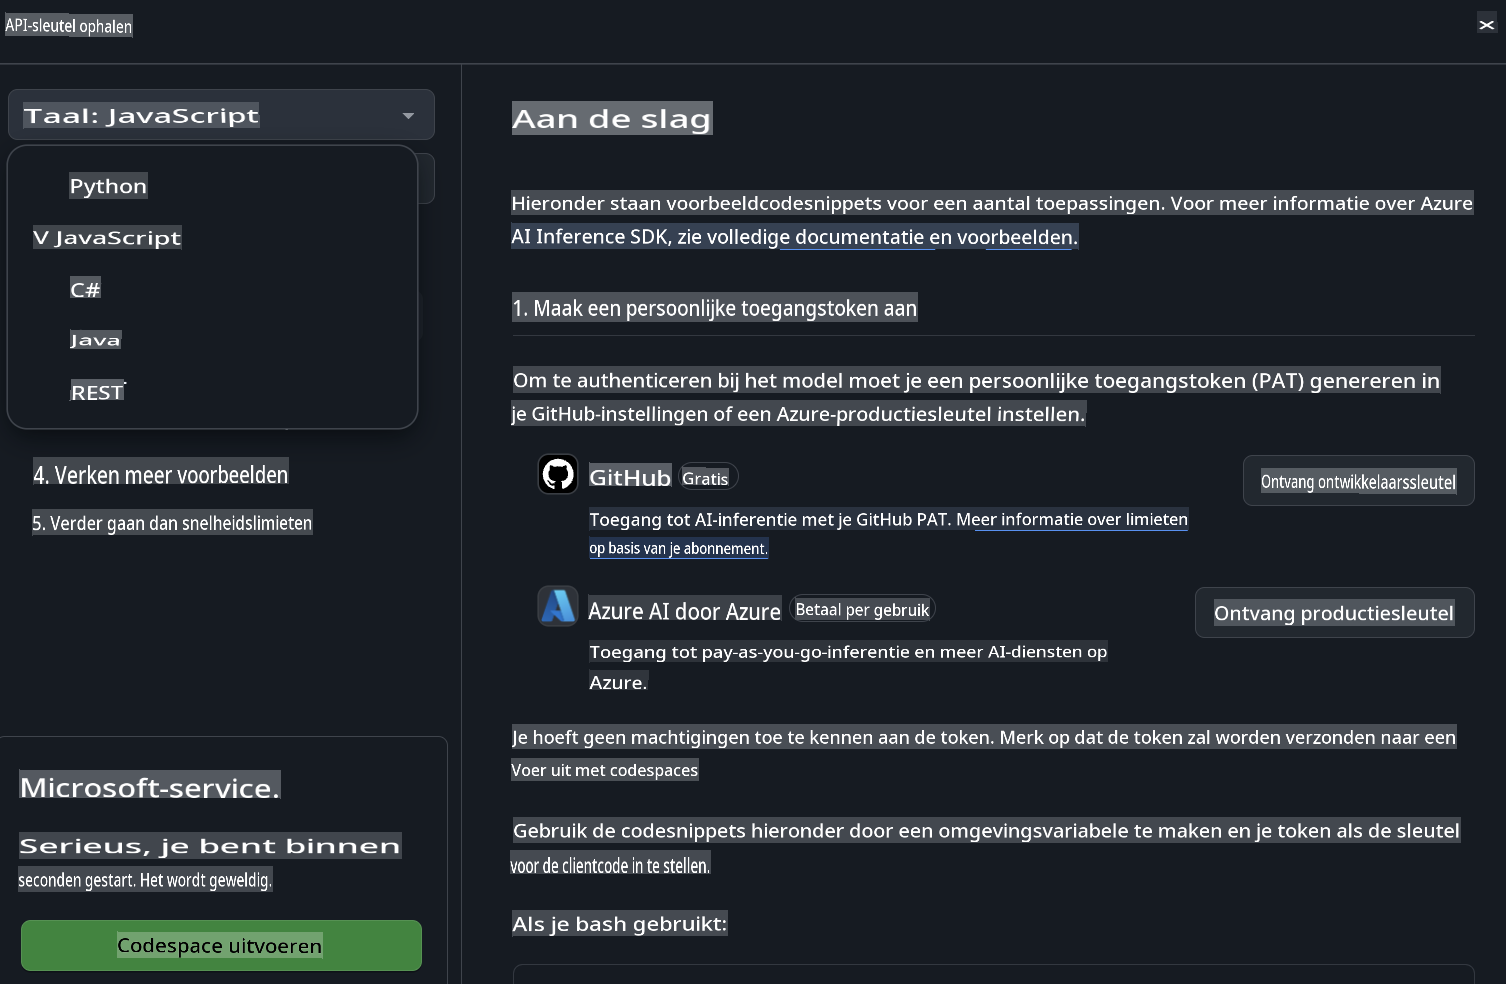 API-sleutel ophalen
Taal: JavaScript
Python
V JavaScript
C#
Java
REST
4. Verken meer voorbeelden
5. Verder gaan dan snelheidslimieten
Microsoft-service.
Serieus, je bent binnen
seconden gestart. Het wordt geweldig.
Codespace uitvoeren
Aan de slag
Hieronder staan voorbeeldcodesnippets voor een aantal toepassingen. Voor meer informatie over Azure
AI Inference SDK, zie volledige documentatie en voorbeelden.
1. Maak een persoonlijke toegangstoken aan
Om te authenticeren bij het model moet je een persoonlijke toegangstoken (PAT) genereren in
je GitHub-instellingen of een Azure-productiesleutel instellen.
GitHub Gratis
Ontvang ontwikkelaarssleutel
Toegang tot AI-inferentie met je GitHub PAT. Meer informatie over limieten
op basis van je abonnement.
Azure AI door Azure Betaal per gebruik
Ontvang productiesleutel
Toegang tot pay-as-you-go-inferentie en meer AI-diensten op
Azure.
Je hoeft geen machtigingen toe te kennen aan de token. Merk op dat de token zal worden verzonden naar een
Voer uit met codespaces
Gebruik de codesnippets hieronder door een omgevingsvariabele te maken en je token als de sleutel
voor de clientcode in te stellen.
Als je bash gebruikt: